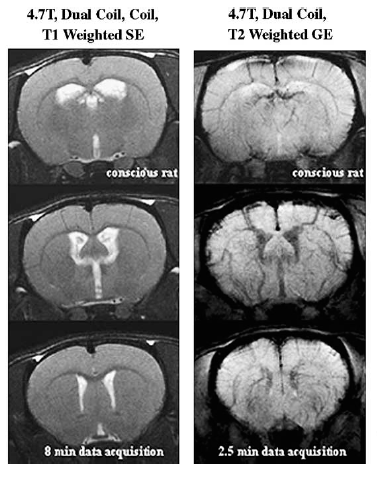 4.7T, Dual Coil, Coil,
T1 Weighted SE
conscious rat
8 min data acquisition
4.7T, Dual Coil,
T2 Weighted GE
conscious rat
2.5 min data acquisition